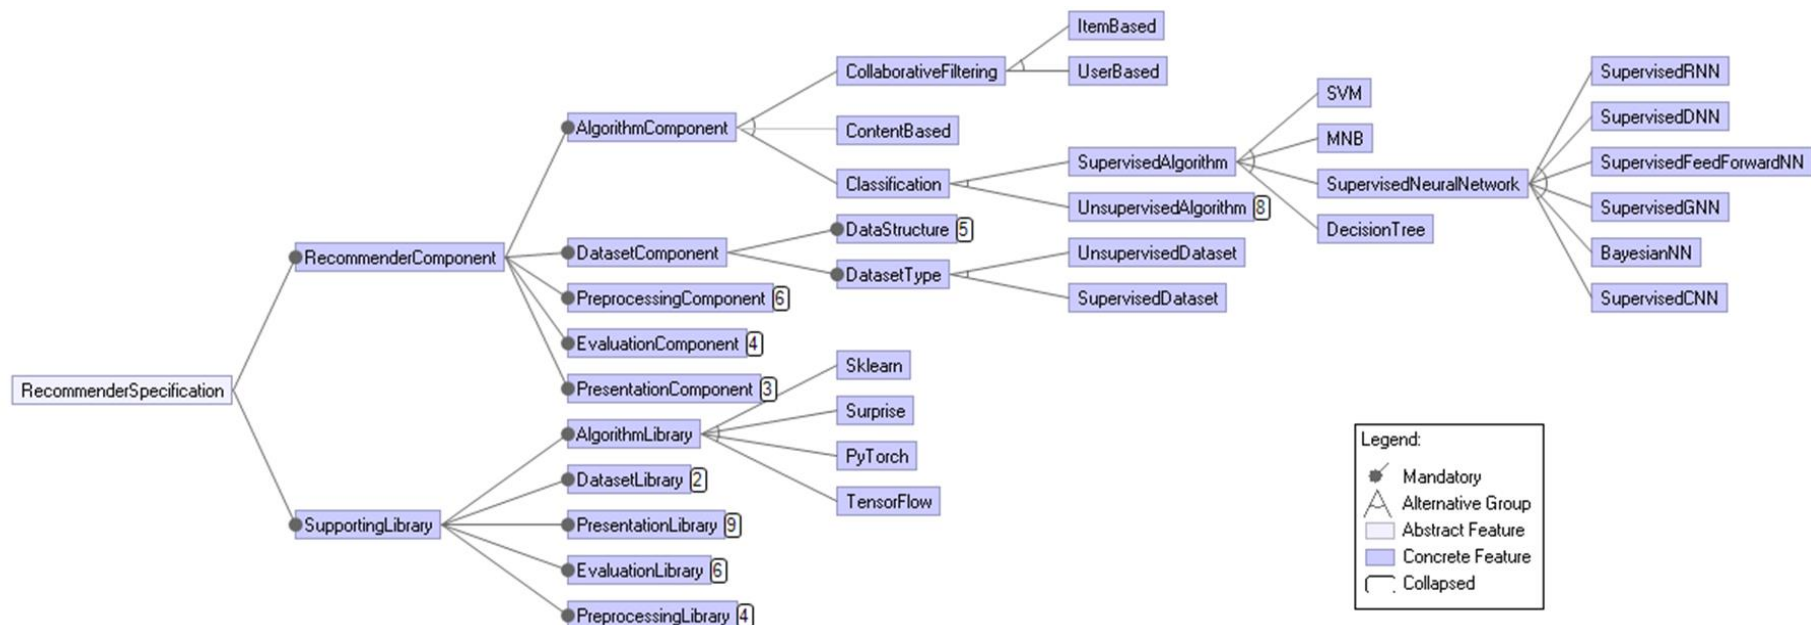 RecommenderSpecification
RecommenderComponent
AlgorithmComponent
CollaborativeFiltering
ItemBased
UserBased
ContentBased
Classification
SupervisedAlgorithm
SVM
MNB
SupervisedNeuralNetwork
SupervisedRNN
SupervisedDNN
SupervisedFeedForwardNN
SupervisedGNN
BayesianNN
SupervisedCNN
DecisionTree
UnsupervisedAlgorithm 8
DatasetComponent
DataStructure 5
DatasetType
UnsupervisedDataset
SupervisedDataset
PreprocessingComponent 6
EvaluationComponent 4
PresentationComponent 3
SupportingLibrary
AlgorithmLibrary
Sklearn
Surprise
PyTorch
TensorFlow
DatasetLibrary 2
PresentationLibrary 9
EvaluationLibrary 6
PreprocessingLibrary 4
Legend:
Mandatory
Alternative Group
Abstract Feature
Concrete Feature
Collapsed